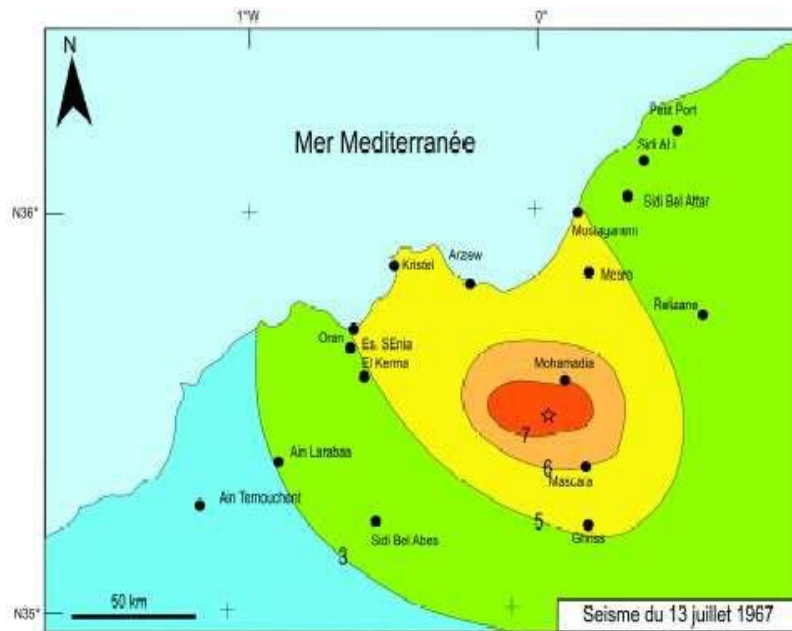 1°W
0°
N
Mer Mediterranée
Petit Port
Sidi ALi
N36°
Sidi Bel Attar
Mostaganem
Kristel
Arzew
Mesra
Relizane
Oran
Es. SEnia
El Kerma
Mohamadia
7
Ain Larabaa
6
Mascara
Ain Temouchent
5
Sidi Bel Abes
Ghriss
3
50 km
N35°
Seisme du 13 juillet 1967